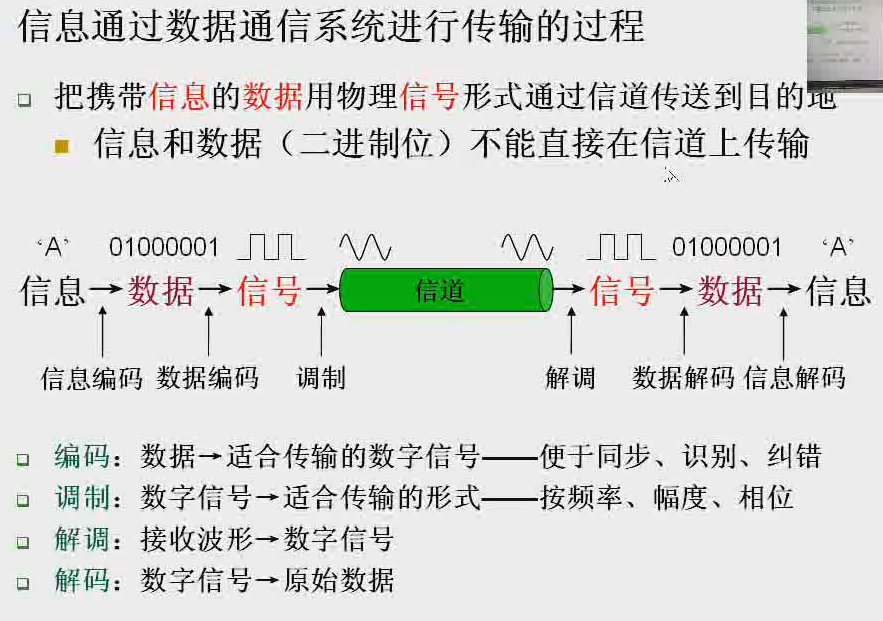 信息通过数据通信系统进行传输的过程
把携带信息的数据用物理信号形式通过信道传送到目的地
信息和数据（二进制位）不能直接在信道上传输
‘A’ 01000001 01000001 ‘A’
信息→数据→信号→信道→信号→数据→信息
信息编码 数据编码 调制 解调 数据解码 信息解码
编码：数据→适合传输的数字信号——便于同步、识别、纠错
调制：数字信号→适合传输的形式——按频率、幅度、相位
解调：接收波形→数字信号
解码：数字信号→原始数据